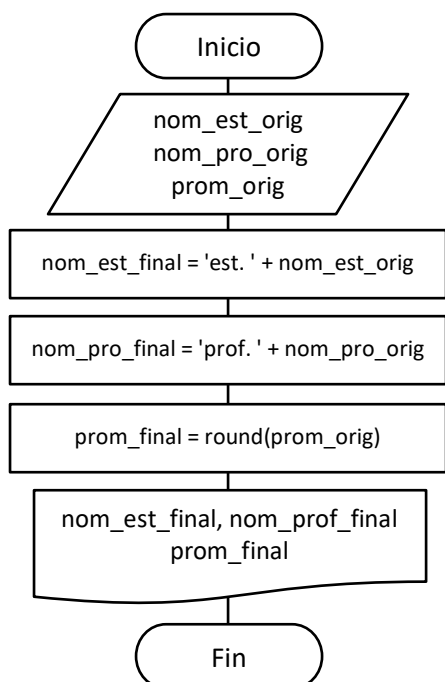 Inicio
nom_est_orig
nom_pro_orig
prom_orig
nom_est_final = 'est. ' + nom_est_orig
nom_pro_final = 'prof. ' + nom_pro_orig
prom_final = round(prom_orig)
nom_est_final, nom_prof_final
prom_final
Fin